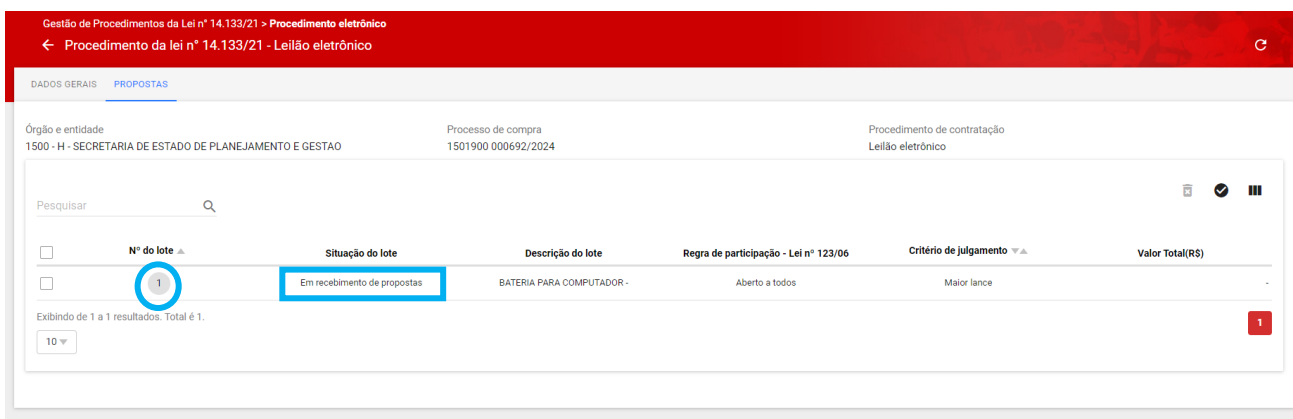 Gestão de Procedimentos da Lei n° 14.133/21 > Procedimento eletrônico
Procedimento da lei n° 14.133/21 - Leilão eletrônico
DADOS GERAIS PROPOSTAS
Órgão e entidade Processo de compra Procedimento de contratação
1500 - H - SECRETARIA DE ESTADO DE PLANEJAMENTO E GESTAO 1501900 000692/2024 Leilão eletrônico
Pesquisar
Nº do lote Situação do lote Descrição do lote Regra de participação - Lei nº 123/06 Critério de julgamento Valor Total(R$)
1 Em recebimento de propostas BATERIA PARA COMPUTADOR - Aberto a todos Maior lance -
Exibindo de 1 a 1 resultados. Total é 1.
1
10